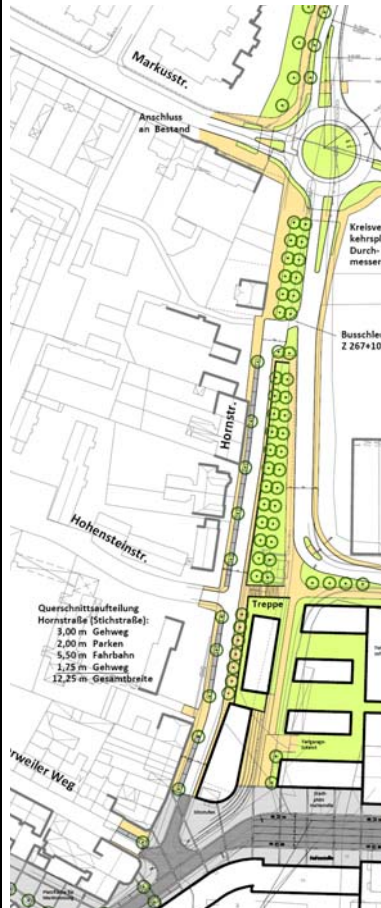 Markusstr.
Anschluss
an Bestand
Kreisve
kehrspl
Durch-
messer
Busschle
Z 267+10
Hornstr.
Hohensteinstr.
Treppe
Querschnittsaufteilung
Hornstraße (Stichstraße):
3,00 m Gehweg
2,00 m Parken
5,50 m Fahrbahn
1,75 m Gehweg
12,25 m Gesamtbreite
erweiler Weg